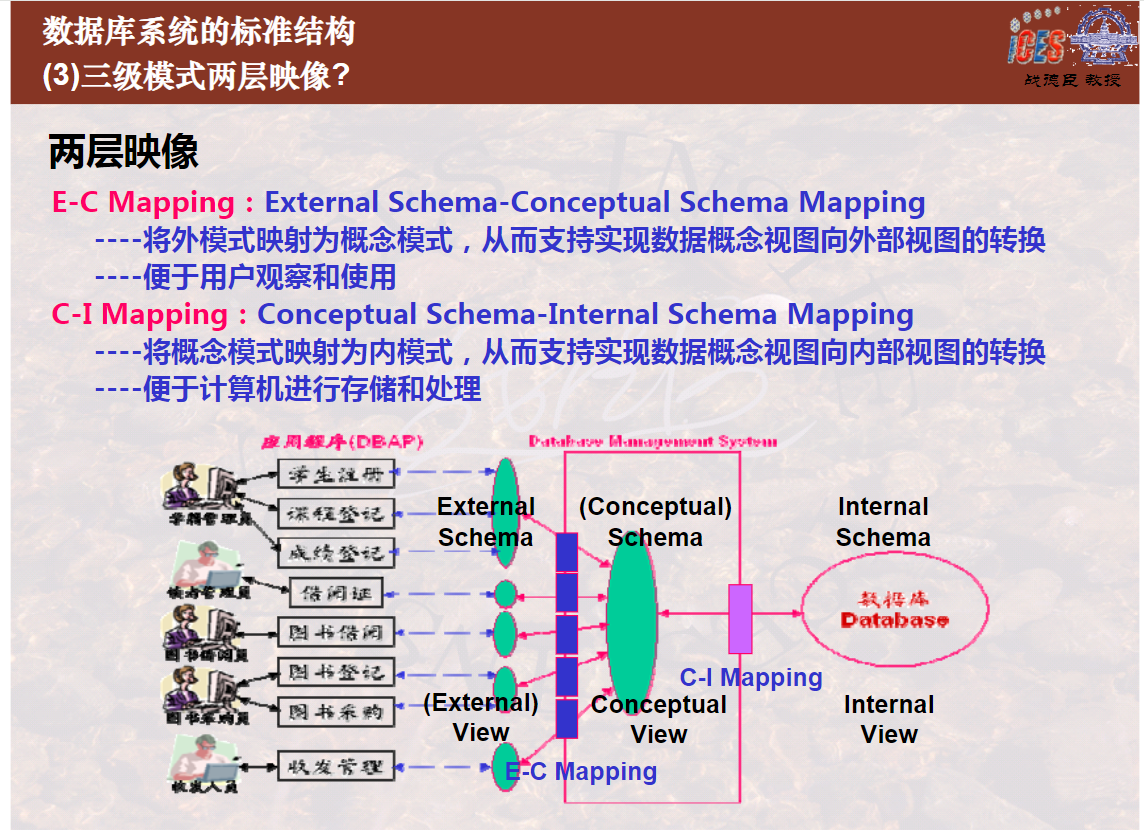 数据库系统的标准结构
(3)三级模式两层映像?
iCES
战德臣 教授
两层映像
E-C Mapping：External Schema-Conceptual Schema Mapping
----将外模式映射为概念模式，从而支持实现数据概念视图向外部视图的转换
----便于用户观察和使用
C-I Mapping：Conceptual Schema-Internal Schema Mapping
----将概念模式映射为内模式，从而支持实现数据概念视图向内部视图的转换
----便于计算机进行存储和处理
应用程序(DBAP)
Database Management System
学生注册
学籍管理员
课程登记
成绩登记
借阅证
读者管理员
图书借阅
图书借阅员
图书登记
图书采购
图书采购员
收发管理
收发人员
External
Schema
(Conceptual)
Schema
Internal
Schema
数据库
Database
C-I Mapping
(External)
View
Conceptual
View
Internal
View
E-C Mapping